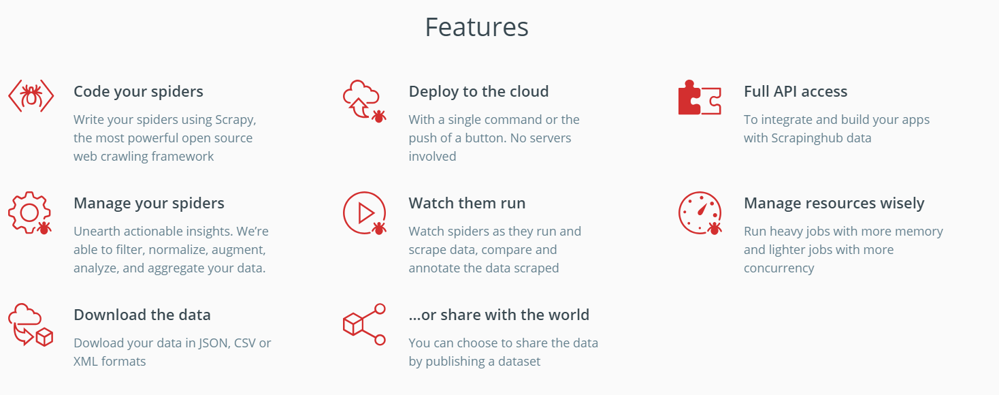 Features
Code your spiders
Write your spiders using Scrapy,
the most powerful open source
web crawling framework
Deploy to the cloud
With a single command or the
push of a button. No servers
involved
Full API access
To integrate and build your apps
with Scrapinghub data
Manage your spiders
Unearth actionable insights. We’re
able to filter, normalize, augment,
analyze, and aggregate your data.
Watch them run
Watch spiders as they run and
scrape data, compare and
annotate the data scraped
Manage resources wisely
Run heavy jobs with more memory
and lighter jobs with more
concurrency
Download the data
Dowload your data in JSON, CSV or
XML formats
...or share with the world
You can choose to share the data
by publishing a dataset